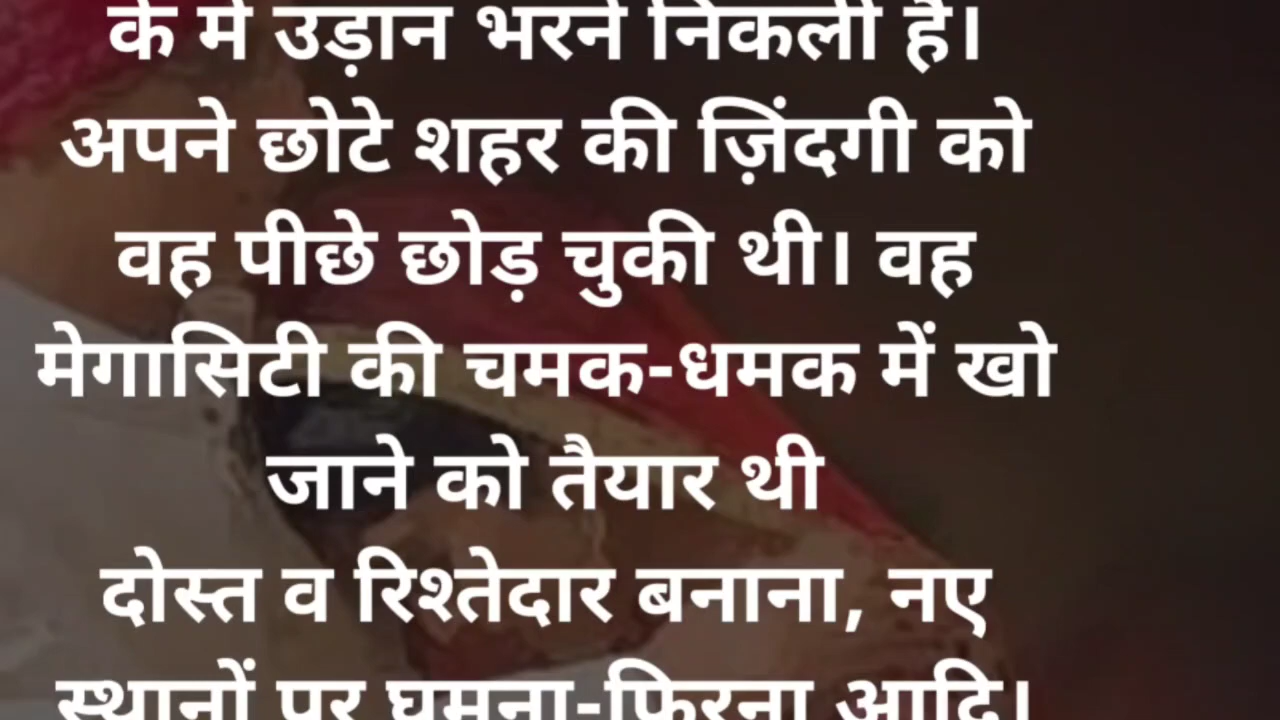 के में उड़ान भरने निकली है।
अपने छोटे शहर की ज़िंदगी को
वह पीछे छोड़ चुकी थी। वह
मेगासिटी की चमक-धमक में खो
जाने को तैयार थी
दोस्त व रिश्तेदार बनाना, नए
स्थानों पर घूमना-फिरना आदि।